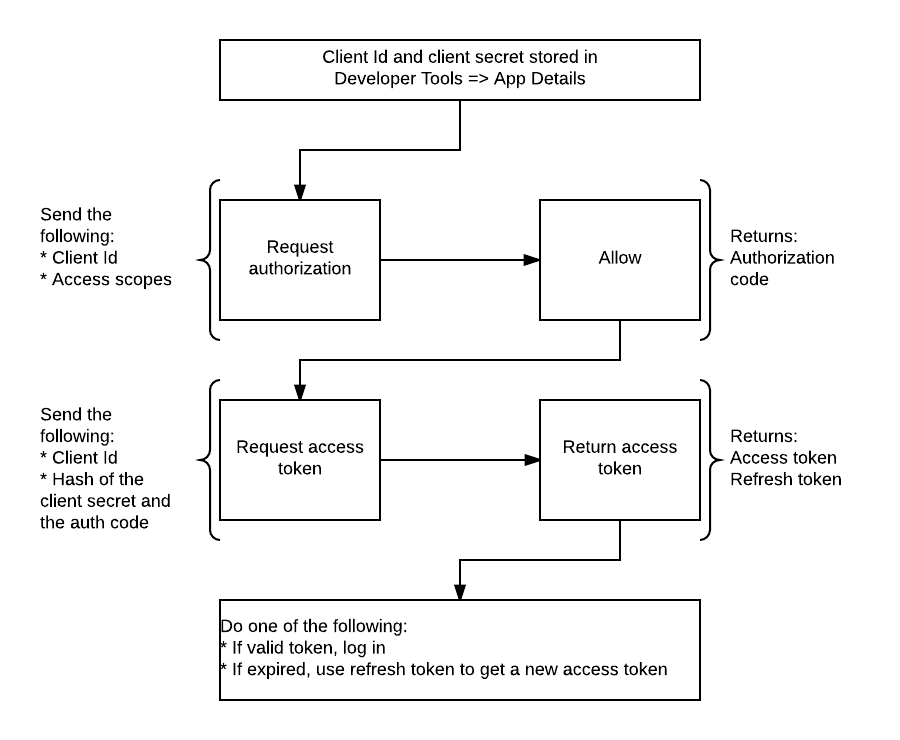 Client Id and client secret stored in
Developer Tools => App Details
Send the
following:
* Client Id
* Access scopes
Request
authorization
Allow
Returns:
Authorization
code
Send the
following:
* Client Id
* Hash of the
client secret and
the auth code
Request access
token
Return access
token
Returns:
Access token
Refresh token
Do one of the following:
* If valid token, log in
* If expired, use refresh token to get a new access token